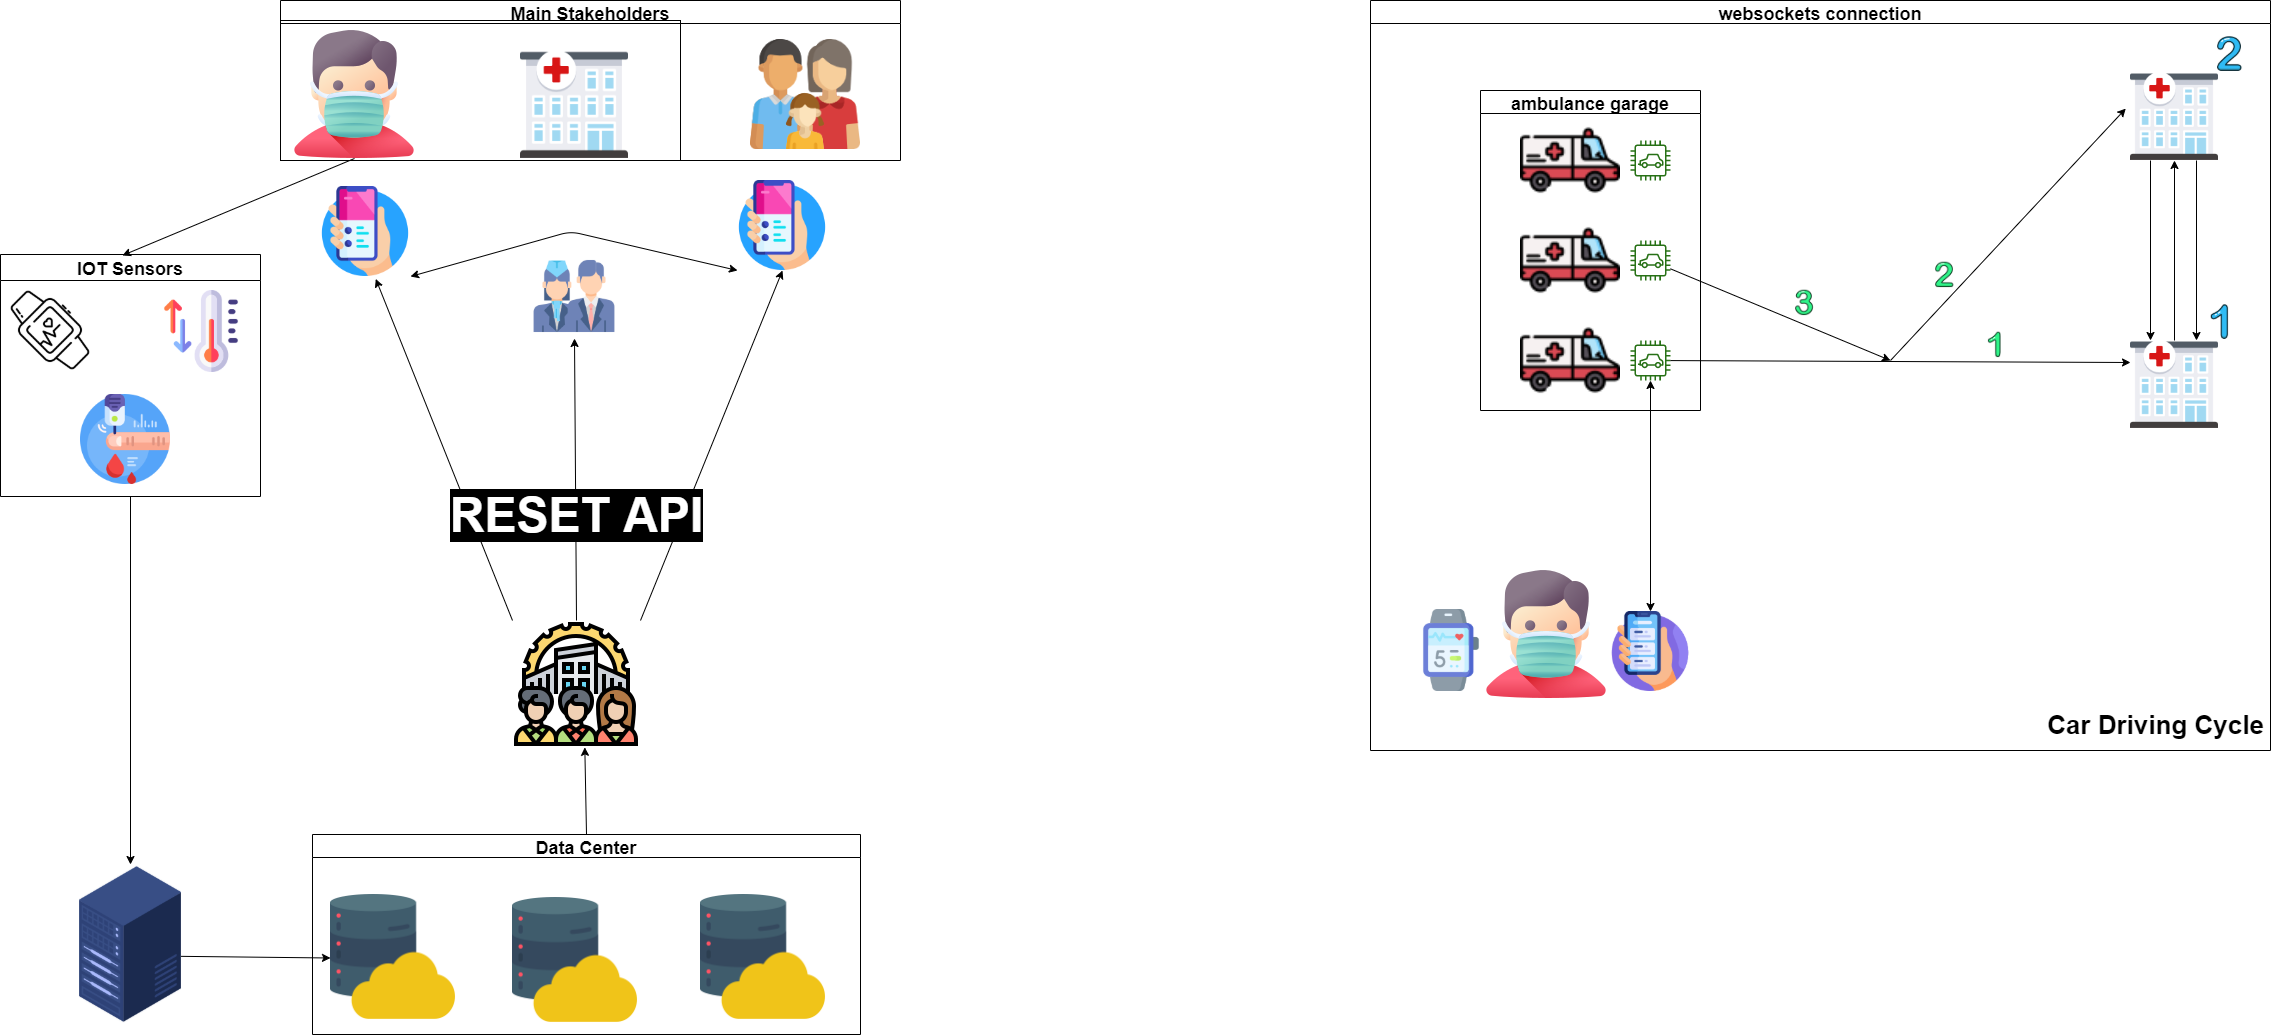 Main Stakeholders
IOT Sensors
RESET API
Data Center
websockets connection
ambulance garage
2
2
3
1
1
5
Car Driving Cycle